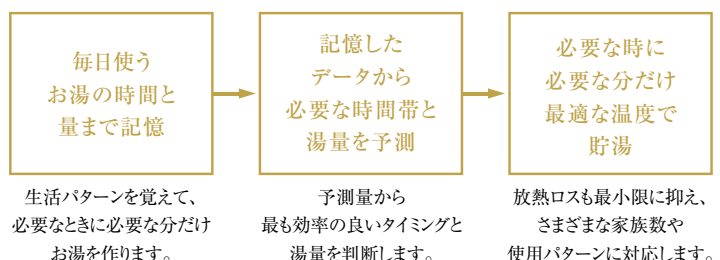 毎日使う
お湯の時間と
量まで記憶
記憶した
データから
必要な時間帯と
湯量を予測
必要な時に
必要な分だけ
最適な温度で
貯湯
生活パターンを覚えて、
必要なときに必要な分だけ
お湯を作ります。
予測量から
最も効率の良いタイミングと
湯量を判断します。
放熱ロスも最小限に抑え、
さまざまな家族数や
使用パターンに対応します。